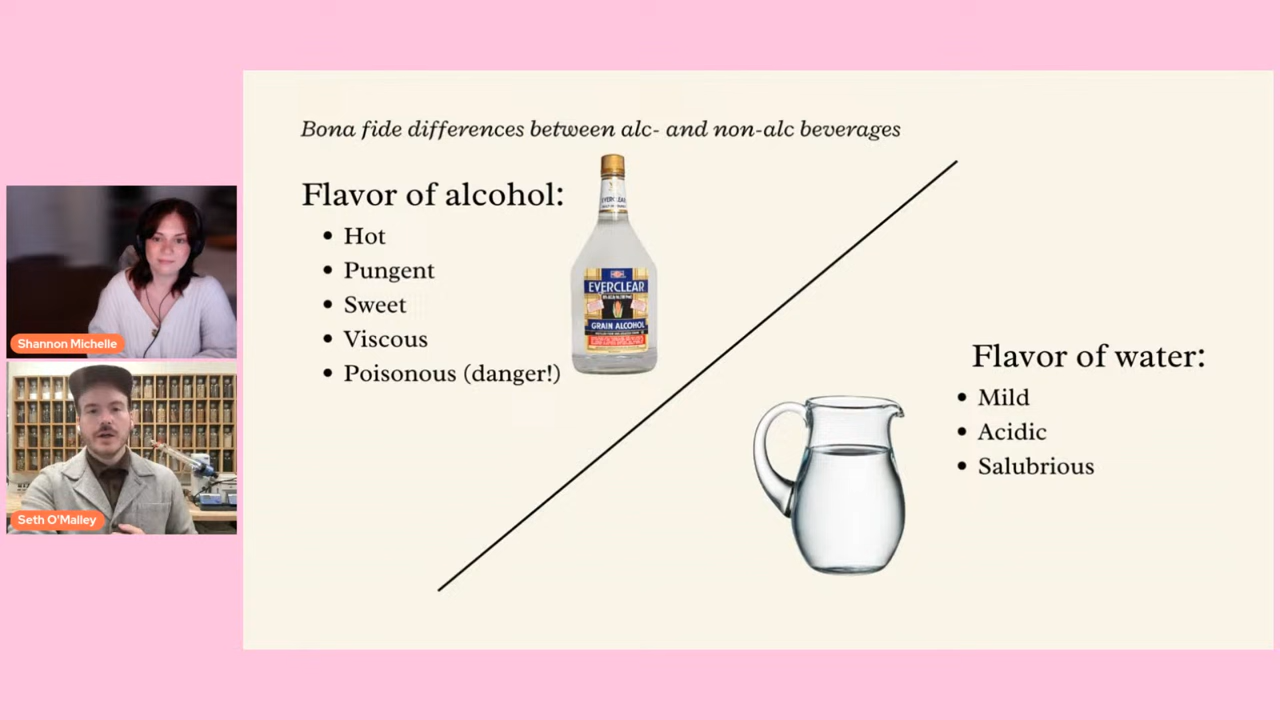 Bona fide differences between alc- and non-alc beverages
Flavor of alcohol:
• Hot
• Pungent
• Sweet
• Viscous
• Poisonous (danger!)
EVERCLEAR
GRAIN ALCOHOL
Flavor of water:
• Mild
• Acidic
• Salubrious
Shannon Michelle
Seth O'Malley